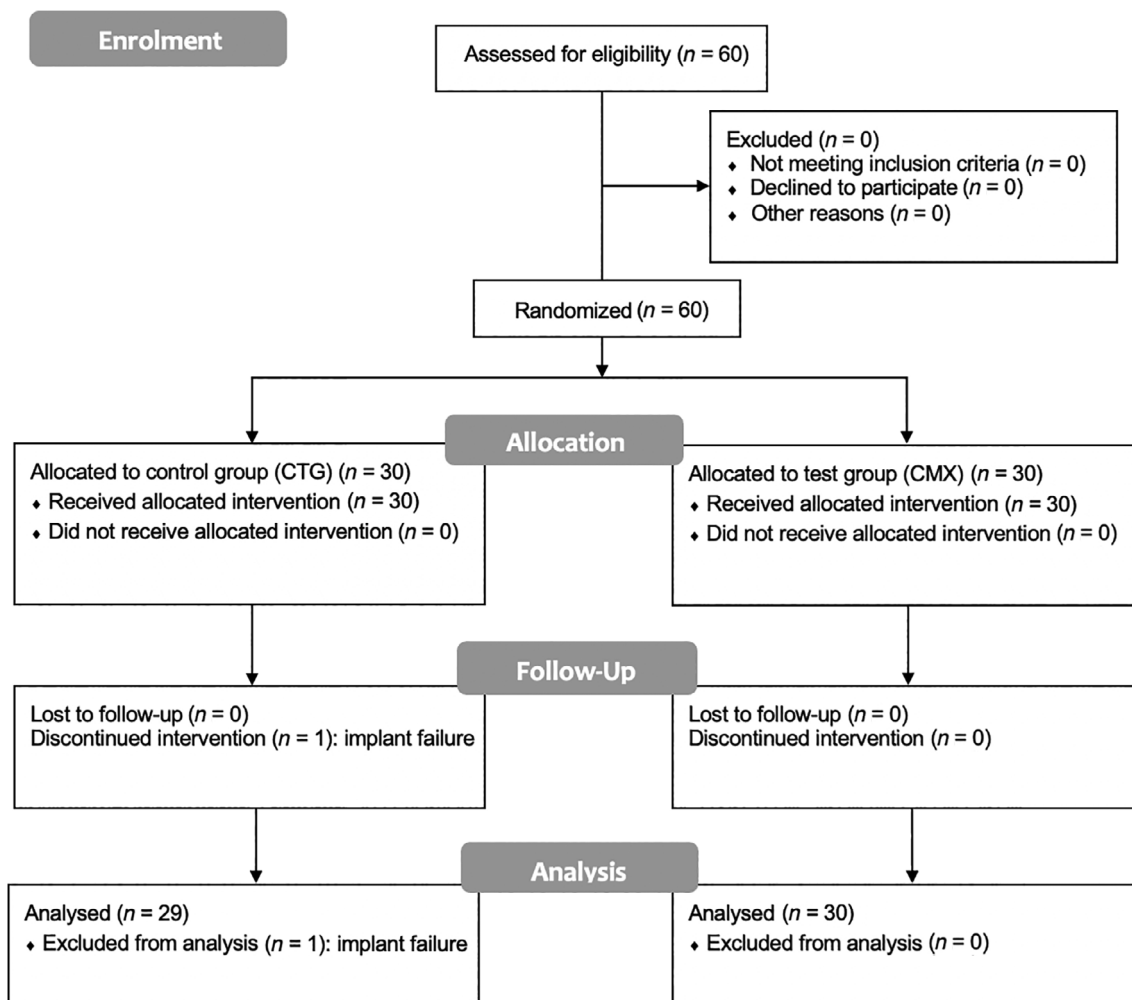 Enrolment
Assessed for eligibility (n = 60)
Excluded (n = 0)
♦ Not meeting inclusion criteria (n = 0)
♦ Declined to participate (n = 0)
♦ Other reasons (n = 0)
Randomized (n = 60)
Allocation
Allocated to control group (CTG) (n = 30)
♦ Received allocated intervention (n = 30)
♦ Did not receive allocated intervention (n = 0)
Allocated to test group (CMX) (n = 30)
♦ Received allocated intervention (n = 30)
♦ Did not receive allocated intervention (n = 0)
Follow-Up
Lost to follow-up (n = 0)
Discontinued intervention (n = 1): implant failure
Lost to follow-up (n = 0)
Discontinued intervention (n = 0)
Analysis
Analysed (n = 29)
♦ Excluded from analysis (n = 1): implant failure
Analysed (n = 30)
♦ Excluded from analysis (n = 0)